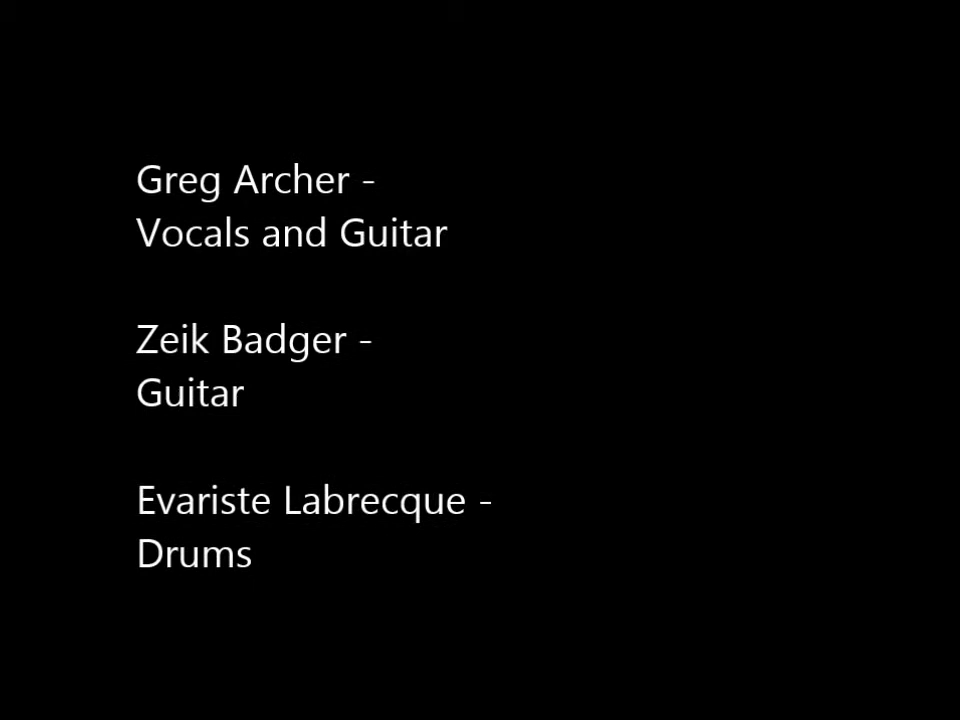 Greg Archer -
Vocals and Guitar
Zeik Badger -
Guitar
Evariste Labrecque -
Drums